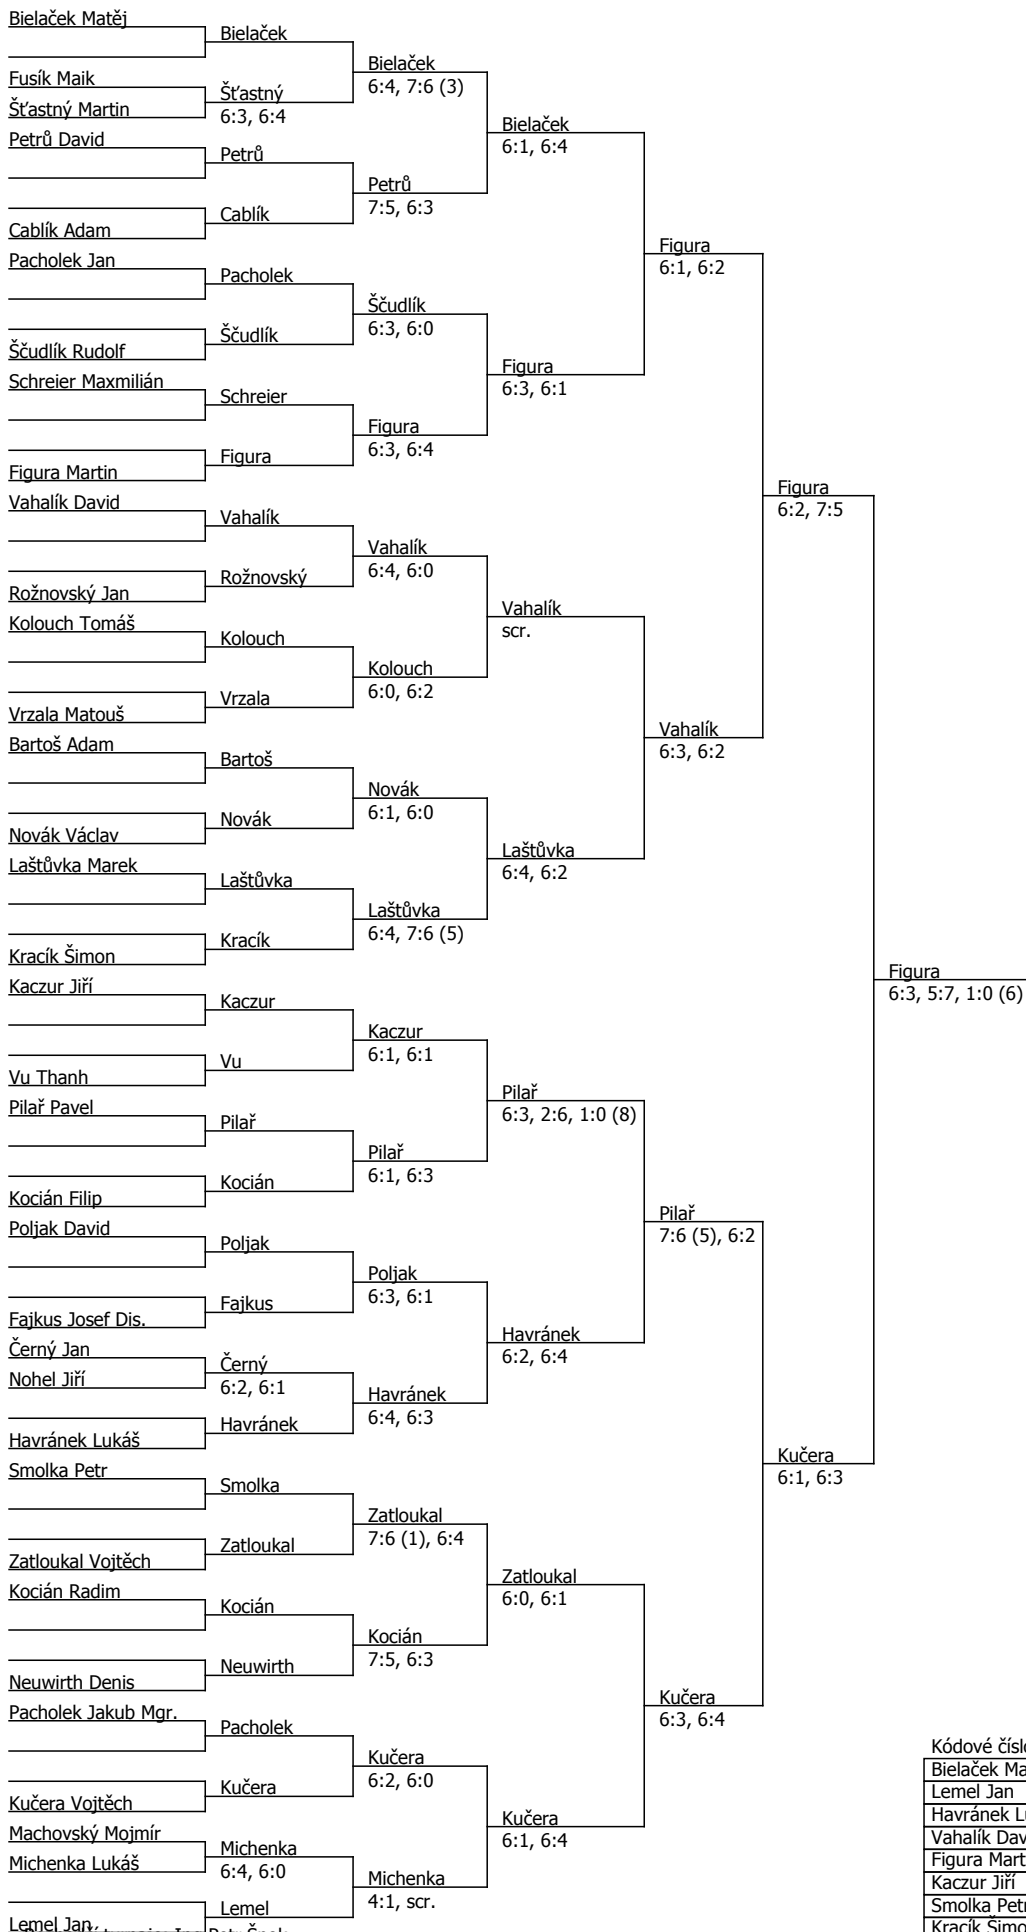 Bielaček Matěj
Fusík Maik
Šťastný Martin
Petrů David
Cablík Adam
Pacholek Jan
Ščudlík Rudolf
Schreier Maxmilián
Figura Martin
Vahalík David
Rožnovský Jan
Kolouch Tomáš
Vrzala Matouš
Bartoš Adam
Novák Václav
Laštůvka Marek
Kracík Šimon
Kaczur Jiří
Vu Thanh
Pilař Pavel
Kocián Filip
Poljak David
Fajkus Josef Dis.
Černý Jan
Nohel Jiří
Havránek Lukáš
Smolka Petr
Zatloukal Vojtěch
Kocián Radim
Neuwirth Denis
Pacholek Jakub Mgr.
Kučera Vojtěch
Machovský Mojmír
Michenka Lukáš
Lemel Jan
Bielaček
Šťastný
6:3, 6:4
Petrů
Cablík
Pacholek
Ščudlík
Schreier
Figura
Vahalík
Rožnovský
Kolouch
Vrzala
Bartoš
Novák
Laštůvka
Kracík
Kaczur
Vu
Pilař
Kocián
Poljak
Fajkus
Černý
6:2, 6:1
Havránek
Smolka
Zatloukal
Kocián
Neuwirth
Pacholek
Kučera
Michenka
6:4, 6:0
Lemel
Bielaček
6:4, 7:6 (3)
Petrů
7:5, 6:3
Ščudlík
6:3, 6:0
Figura
6:3, 6:4
Vahalík
6:4, 6:0
Kolouch
6:0, 6:2
Novák
6:1, 6:0
Laštůvka
6:4, 7:6 (5)
Kaczur
6:1, 6:1
Pilař
6:1, 6:3
Poljak
6:3, 6:1
Havránek
6:4, 6:3
Zatloukal
7:6 (1), 6:4
Kocián
7:5, 6:3
Kučera
6:2, 6:0
Michenka
4:1, scr.
Bielaček
6:1, 6:4
Figura
6:3, 6:1
Vahalík
scr.
Laštůvka
6:4, 6:2
Pilař
6:3, 2:6, 1:0 (8)
Havránek
6:2, 6:4
Zatloukal
6:0, 6:1
Kučera
6:1, 6:4
Figura
6:1, 6:2
Vahalík
6:3, 6:2
Pilař
7:6 (5), 6:2
Kučera
6:3, 6:4
Figura
6:2, 7:5
Kučera
6:1, 6:3
Figura
6:3, 5:7, 1:0 (6)
Kódové čísl
Bielaček Ma
Lemel Jan
Havránek L
Vahalík Dav
Figura Mart
Kaczur Jiří
Smolka Pet
Kracík Šimo